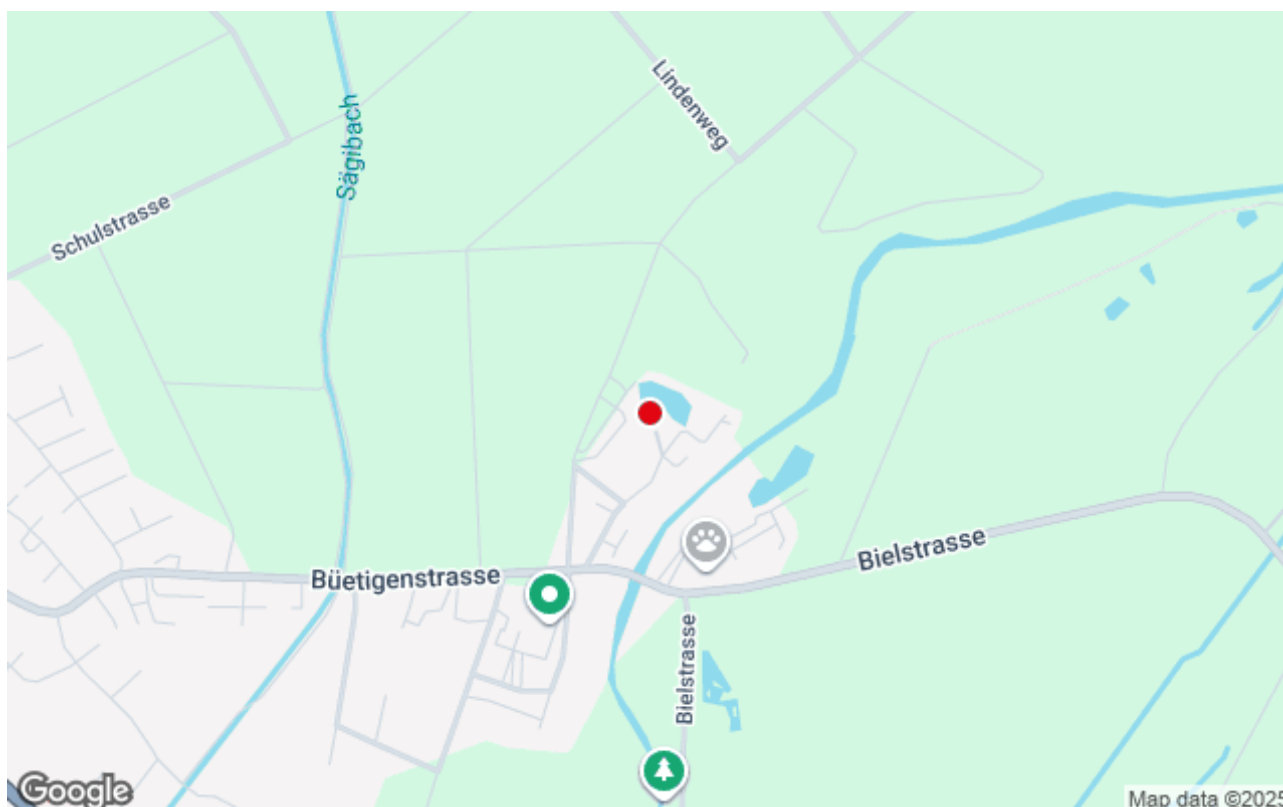 Lindenweg
Sägibach
Schulstrasse
Bielstrasse
Büetigenstrasse
Bielstrasse
Google
Map data ©2025